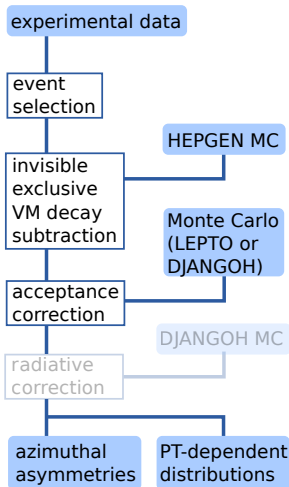 experimental data
event
selection
HEPGEN MC
invisible
exclusive
VM decay
subtraction
Monte Carlo
(LEPTO or
DJANGOH)
acceptance
correction
DJANGOH MC
radiative
correction
azimuthal
asymmetries
PT-dependent
distributions